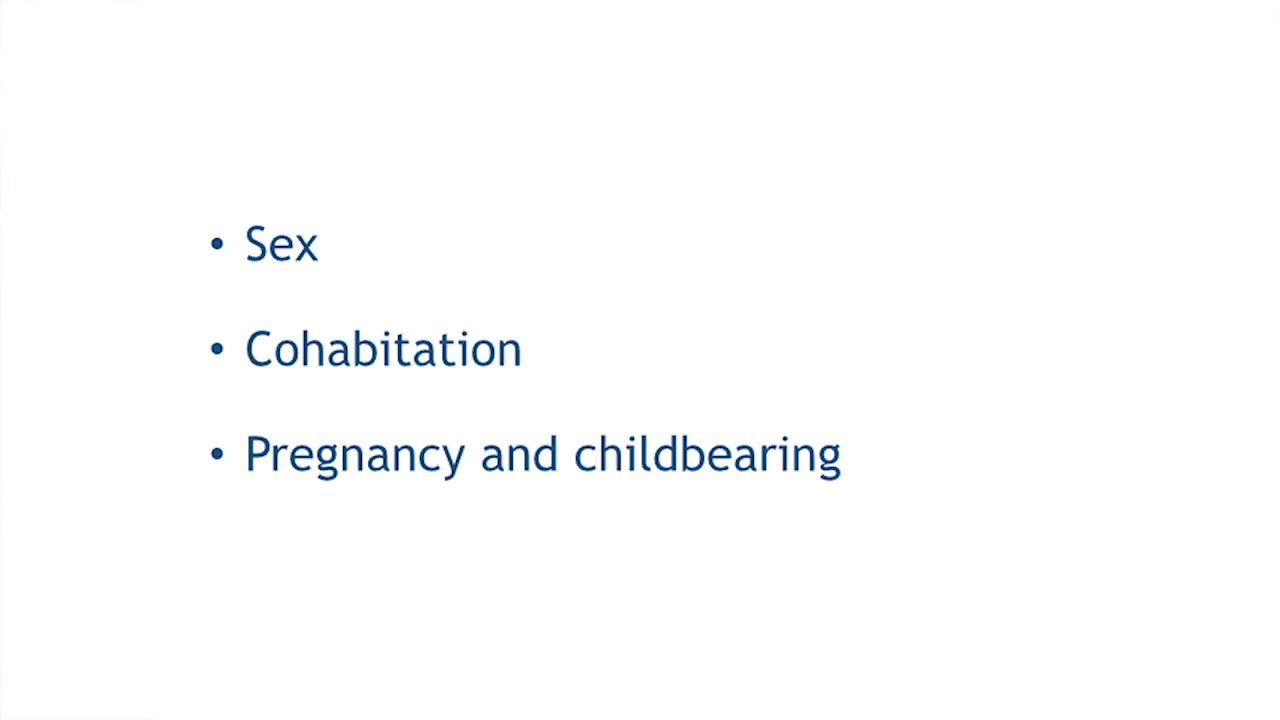 • Sex
• Cohabitation
• Pregnancy and childbearing